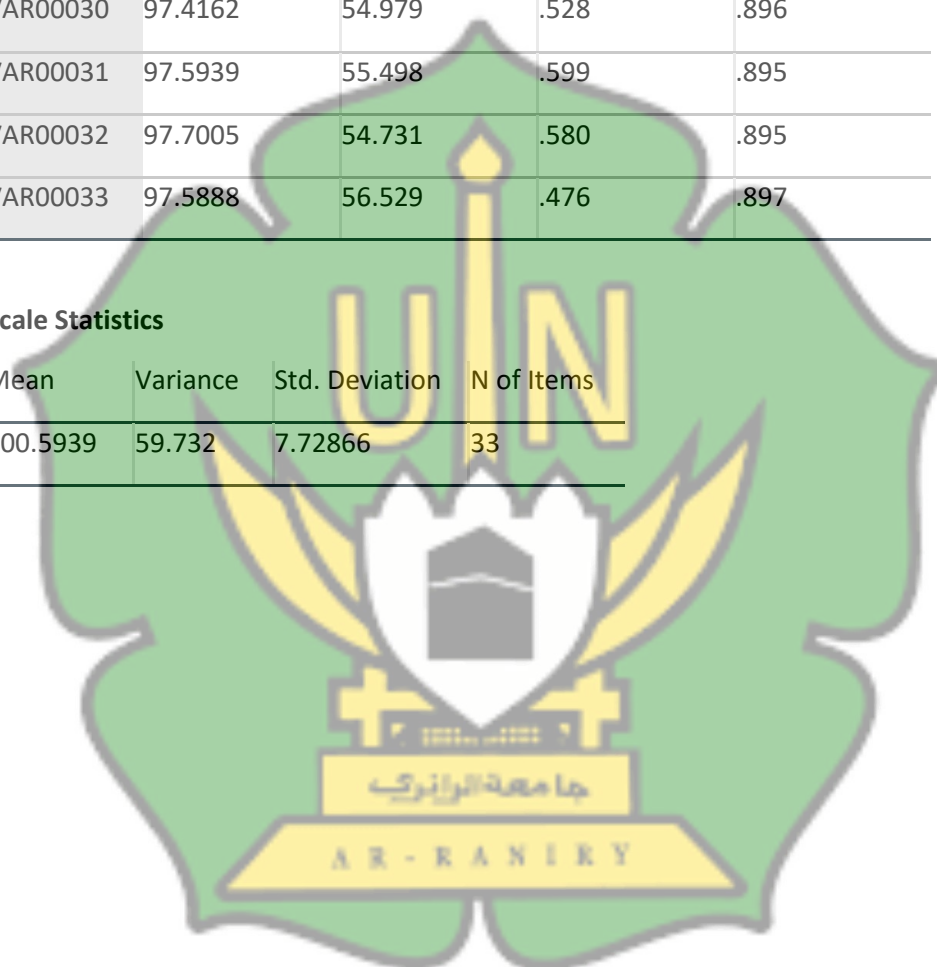 VAR00030 97.4162 54.979 .528 .896
VAR00031 97.5939 55.498 .599 .895
VAR00032 97.7005 54.731 .580 .895
VAR00033 97.5888 56.529 .476 .897
cale Statistics
Mean Variance Std. Deviation N of Items
00.5939 59.732 7.72866 33
U N
جامعة الرانري
AR-RANIRY